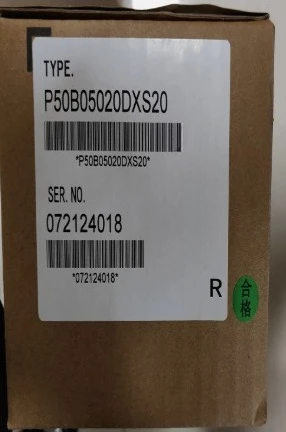 TYPE.
P50B05020DXS20
*P50B05020DXS20*
SER. NO.
072124018
*072124018*
R
合格